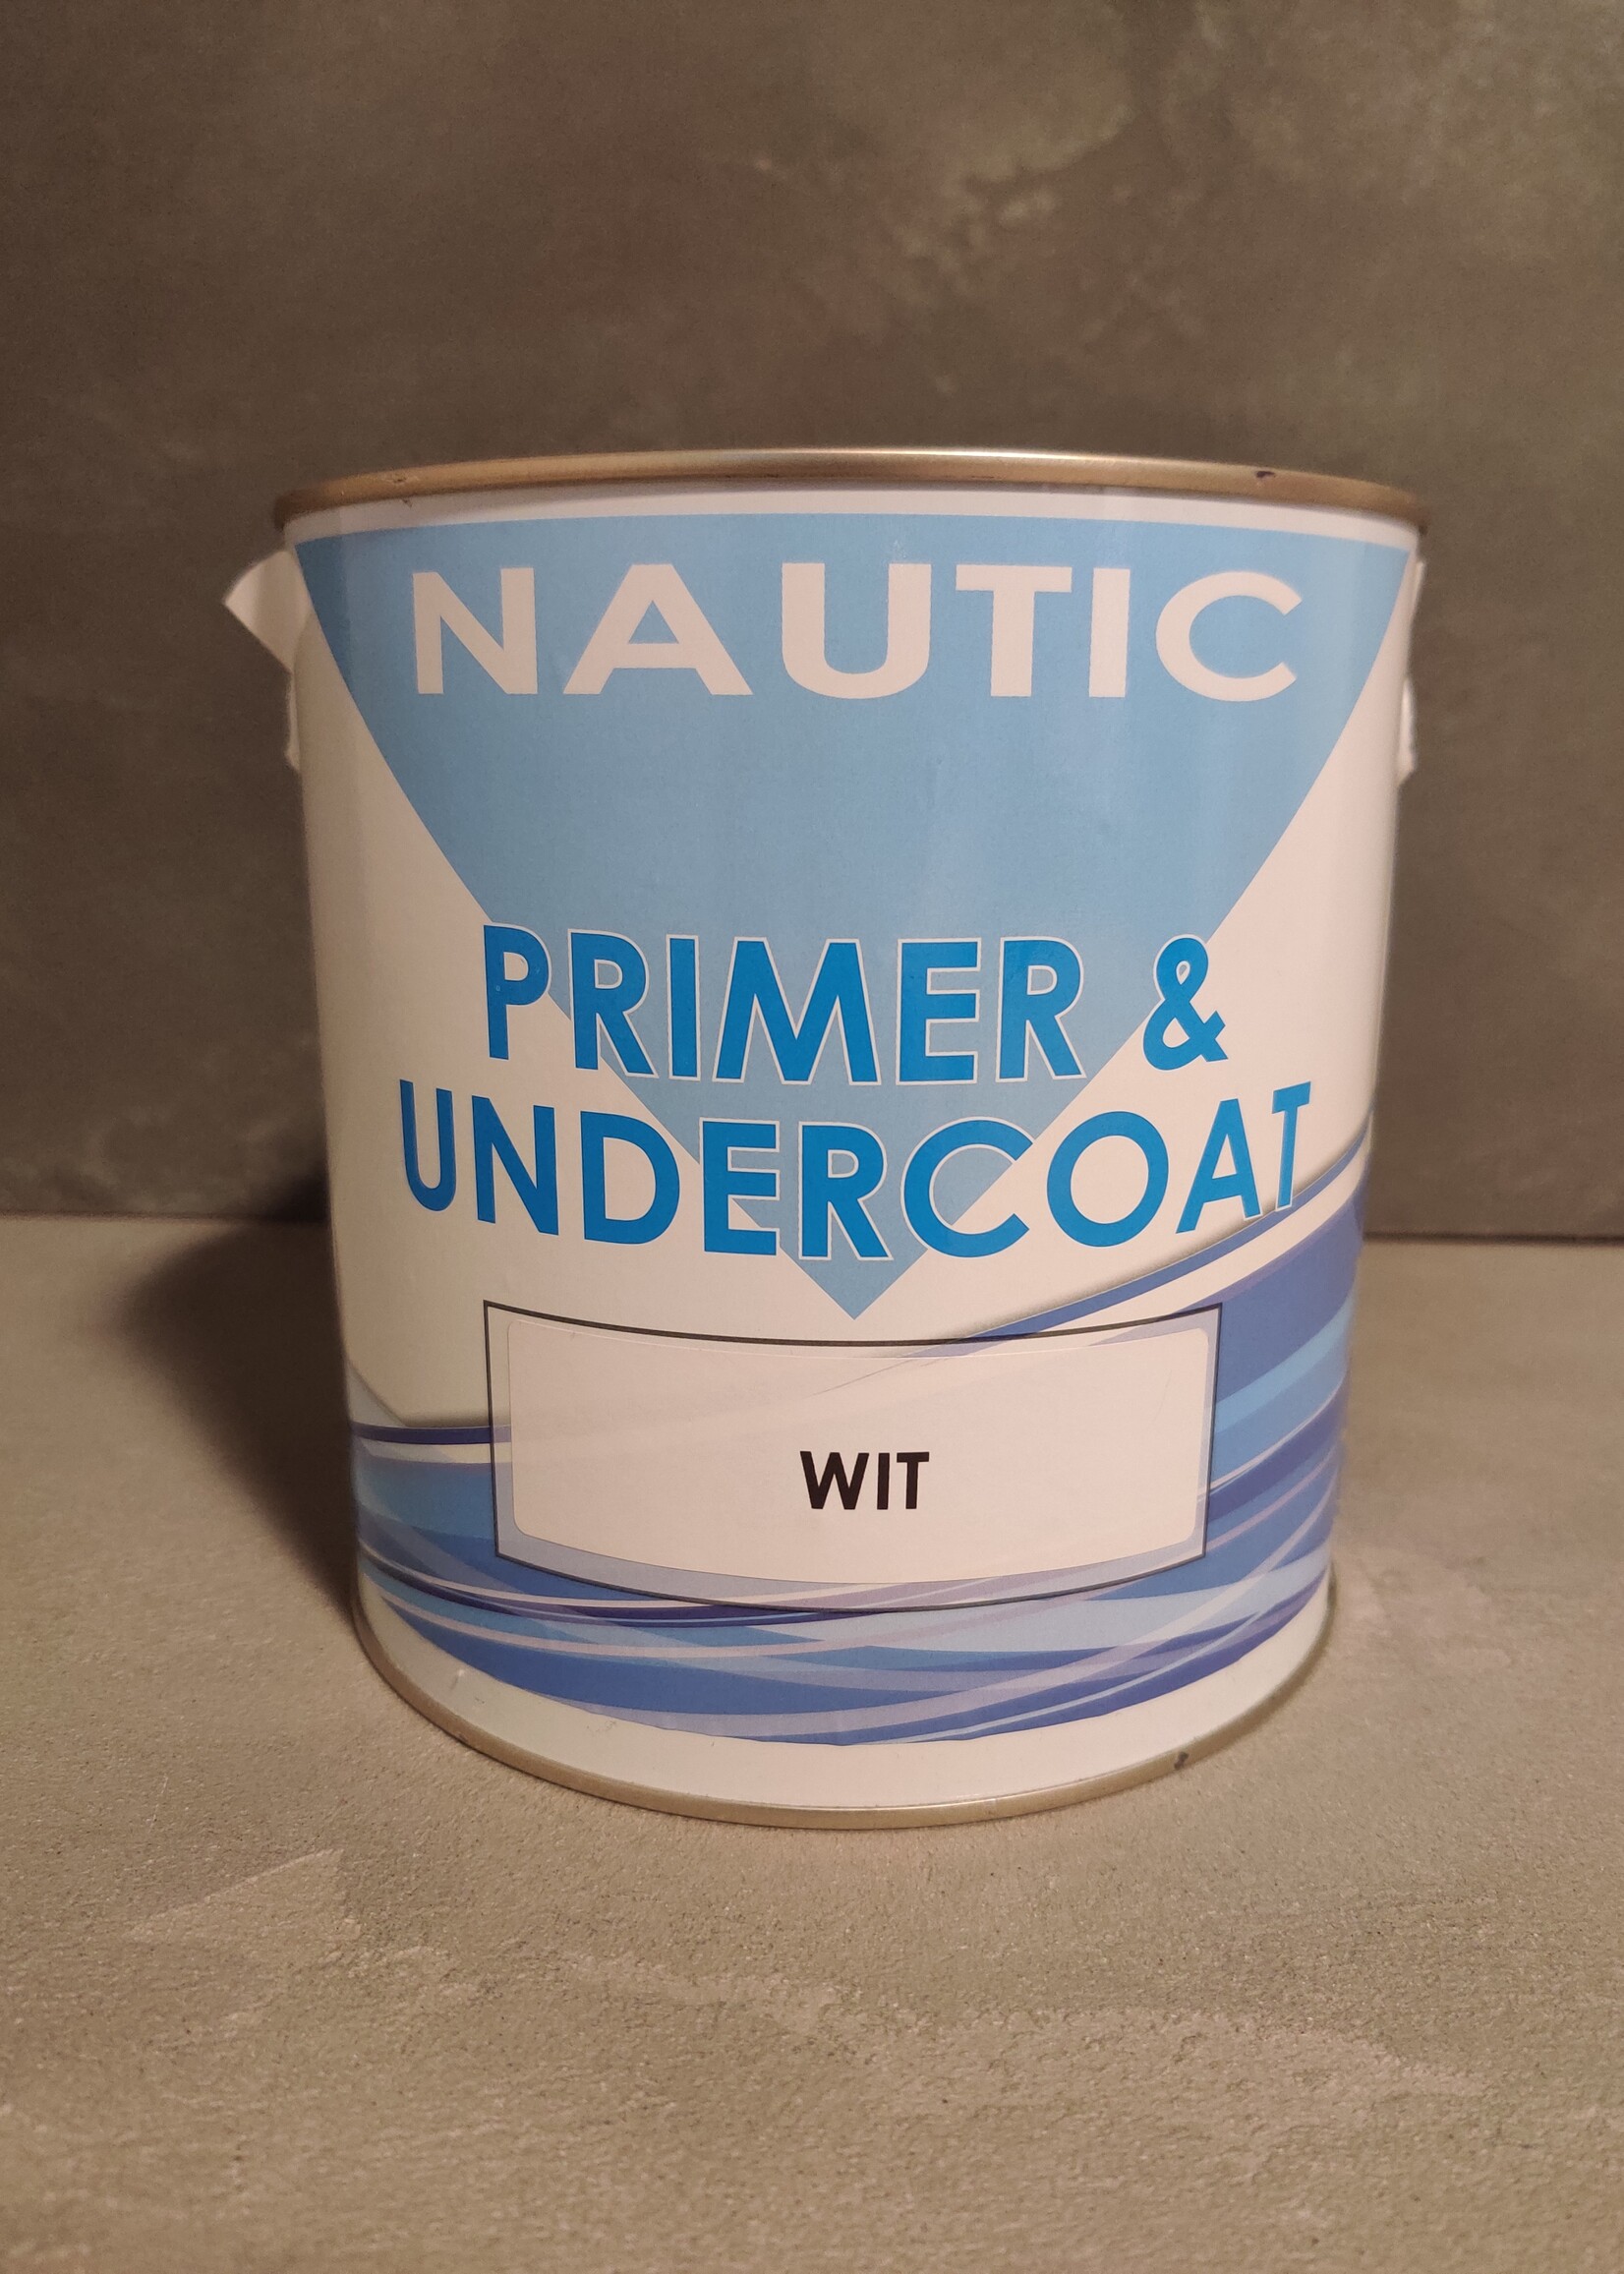 NAUTIC
PRIMER &
UNDERCOAT
WIT